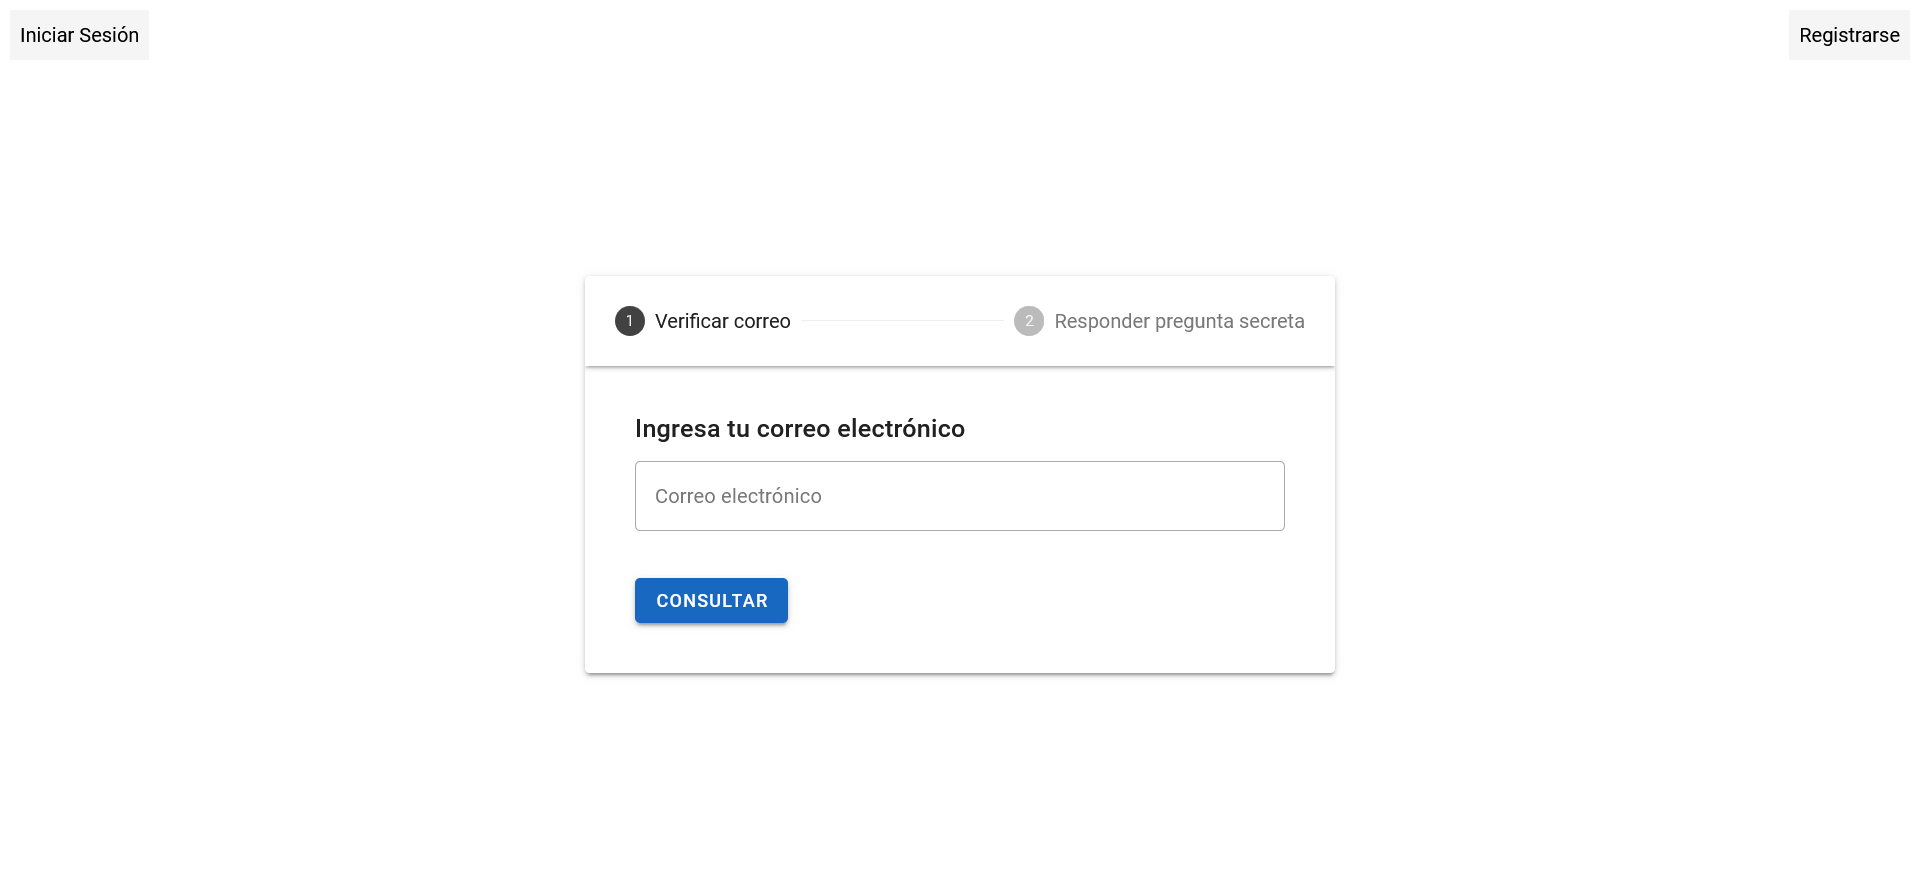 Iniciar Sesión
Registrarse
1 Verificar correo
2 Responder pregunta secreta
Ingresa tu correo electrónico
Correo electrónico
CONSULTAR